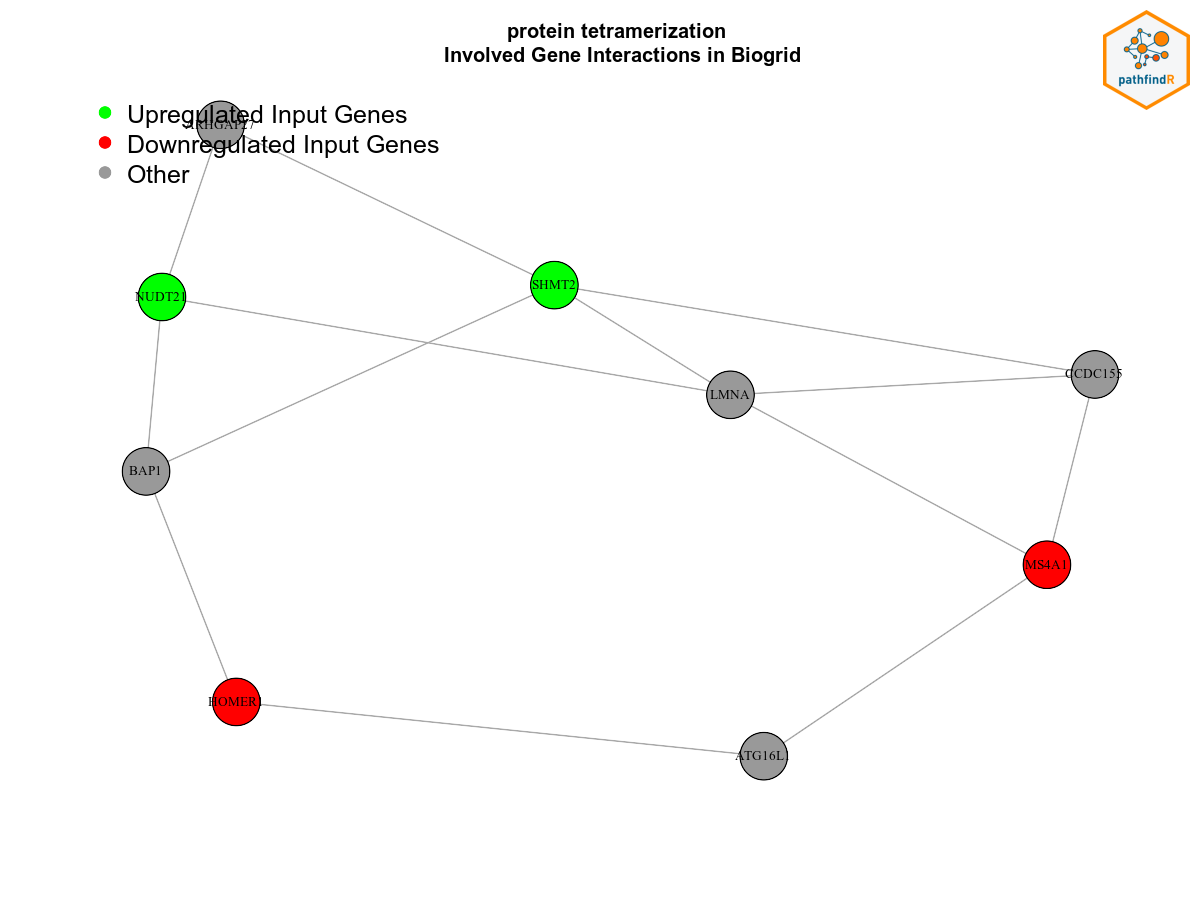 protein tetramerization
Involved Gene Interactions in Biogrid
pathfindR
Upregulated Input Genes
ARHGAP27
Downregulated Input Genes
Other
SHMT2
NUDT21
CCDC155
LMNA
BAP1
MS4A1
HOMER1
ATG16L1